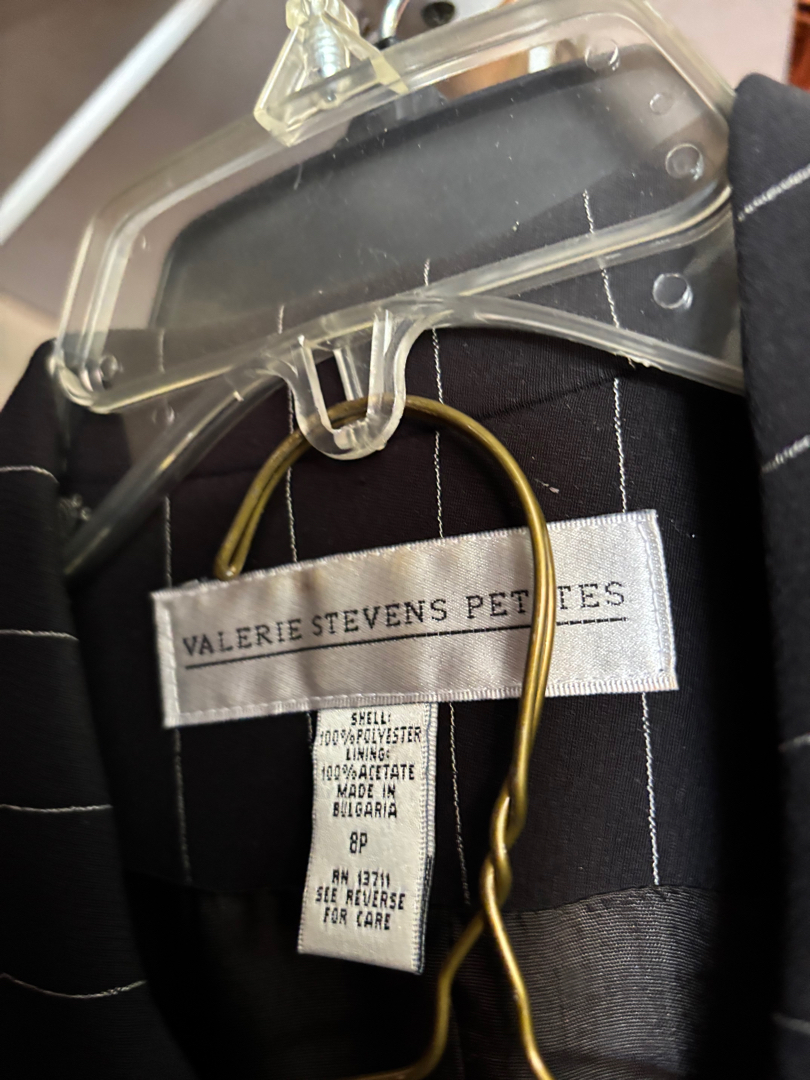 VALERIE STEVENS PETITES
SHELL:
100%POLYESTER
LINING:
100%ACETATE
MADE IN
BULGARIA
8P
RN 13711
SEE REVERSE
FOR CARE